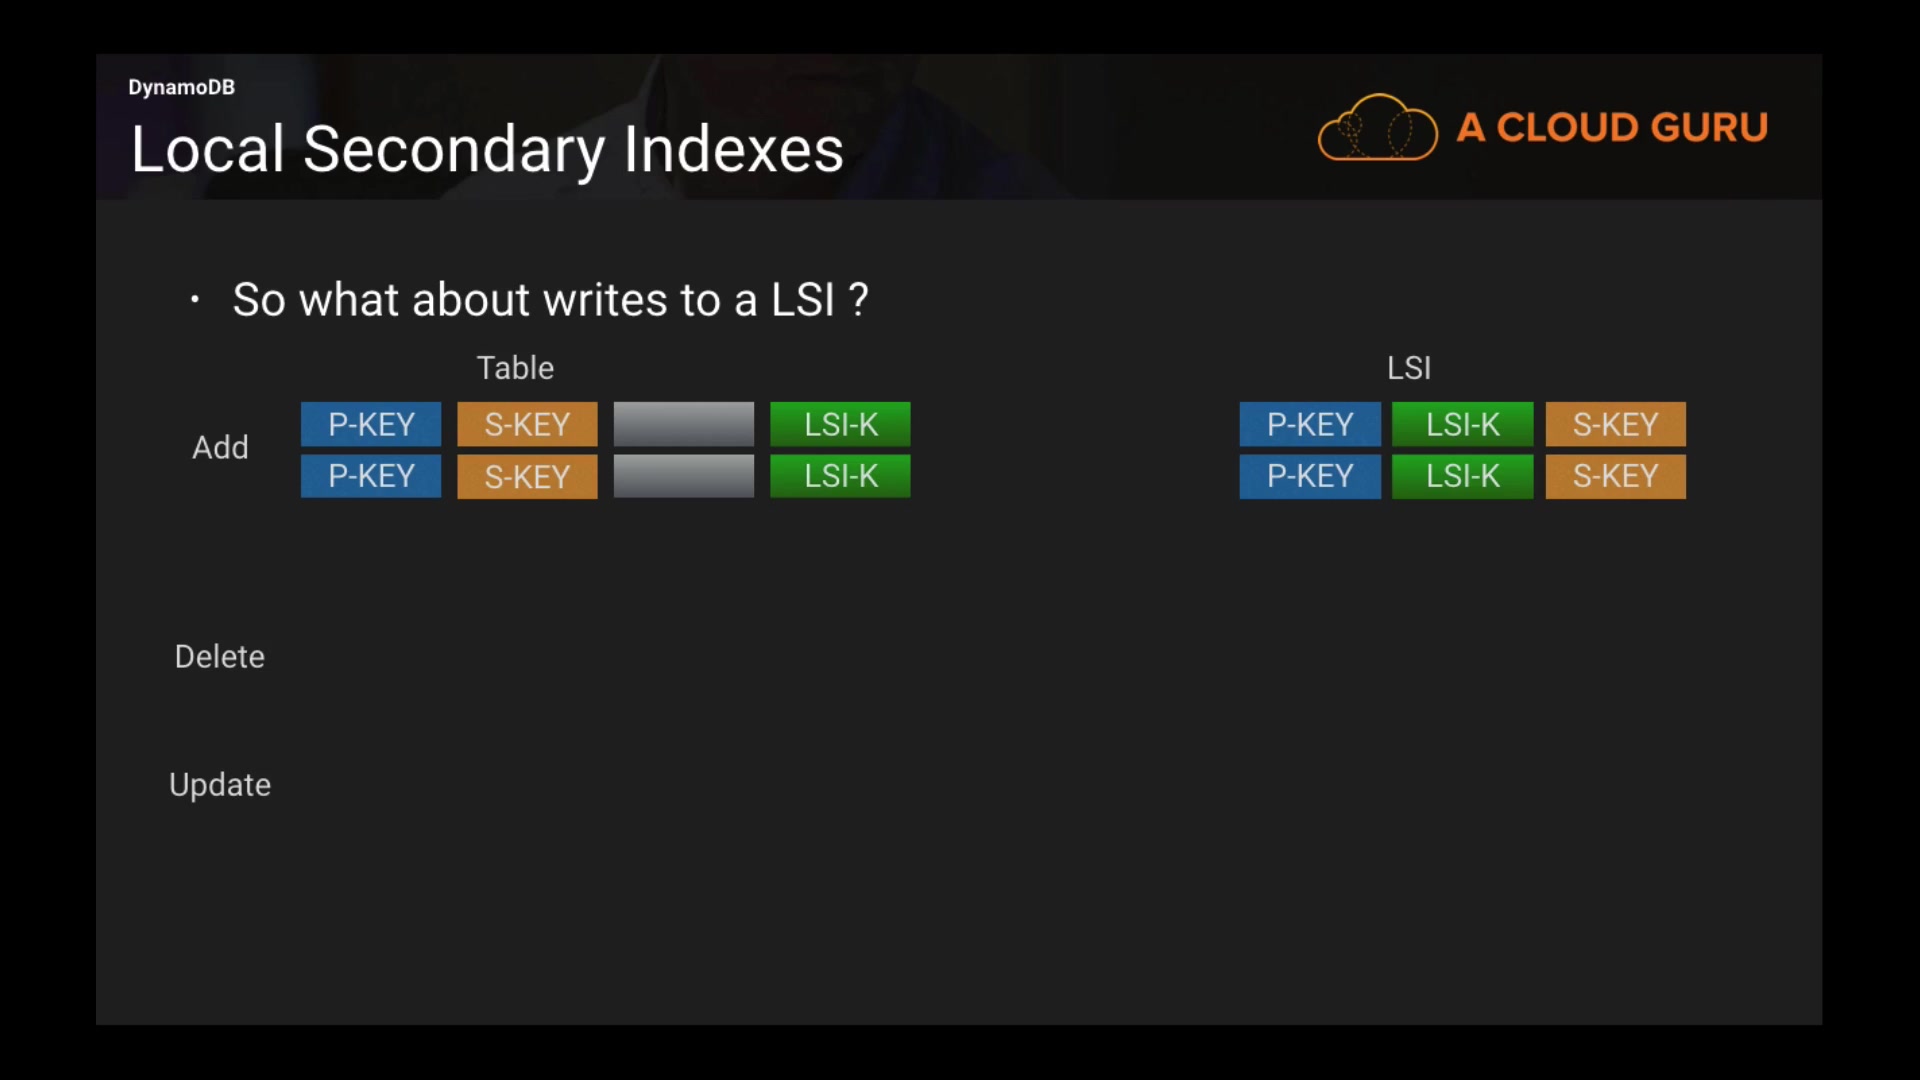 DynamoDB
Local Secondary Indexes
A CLOUD GURU
• So what about writes to a LSI ?
Table LSI
Add P-KEY S-KEY LSI-K P-KEY LSI-K S-KEY
P-KEY S-KEY LSI-K P-KEY LSI-K S-KEY
Delete
Update